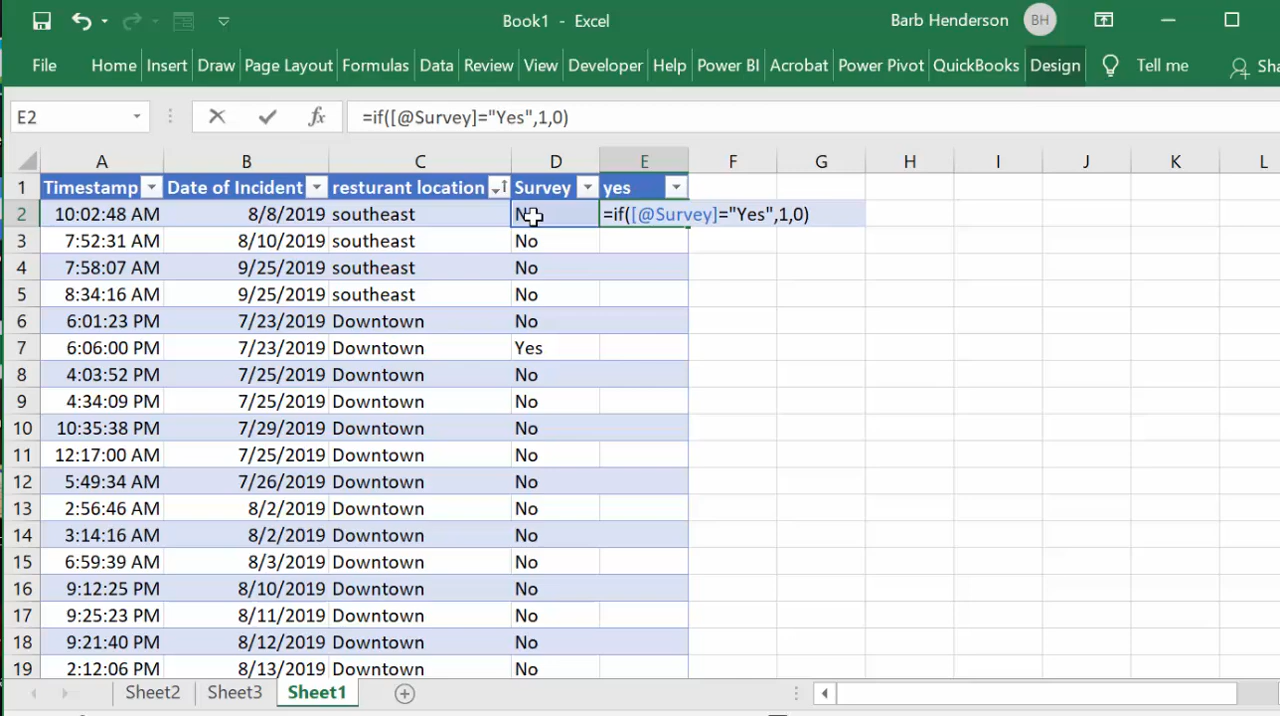 Book1 - Excel
Barb Henderson
BH
File Home Insert Draw Page Layout Formulas Data Review View Developer Help Power BI Acrobat Power Pivot QuickBooks Design Tell me Sha
E2 fx =if([@Survey]="Yes",1,0)
A B C D E F G H I J K L
1 Timestamp Date of Incident resturant location Survey yes
2 10:02:48 AM 8/8/2019 southeast =if([@Survey]="Yes",1,0)
3 7:52:31 AM 8/10/2019 southeast No
4 7:58:07 AM 9/25/2019 southeast No
5 8:34:16 AM 9/25/2019 southeast No
6 6:01:23 PM 7/23/2019 Downtown No
7 6:06:00 PM 7/23/2019 Downtown Yes
8 4:03:52 PM 7/25/2019 Downtown No
9 4:34:09 PM 7/25/2019 Downtown No
10 10:35:38 PM 7/29/2019 Downtown No
11 12:17:00 AM 7/25/2019 Downtown No
12 5:49:34 AM 7/26/2019 Downtown No
13 2:56:46 AM 8/2/2019 Downtown No
14 3:14:16 AM 8/2/2019 Downtown No
15 6:59:39 AM 8/3/2019 Downtown No
16 9:12:25 PM 8/10/2019 Downtown No
17 9:25:23 PM 8/11/2019 Downtown No
18 9:21:40 PM 8/12/2019 Downtown No
19 2:12:06 PM 8/13/2019 Downtown No
Sheet2 Sheet3 Sheet1